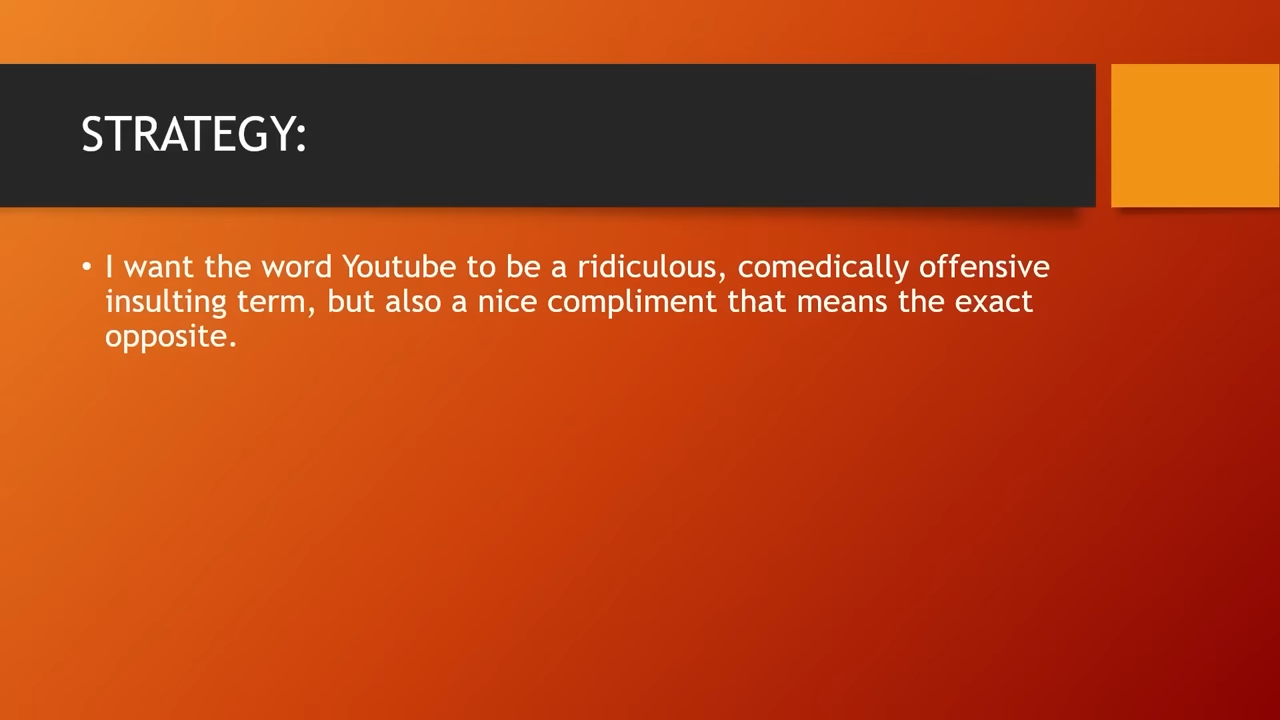 STRATEGY:
• I want the word Youtube to be a ridiculous, comedically offensive
insulting term, but also a nice compliment that means the exact
opposite.